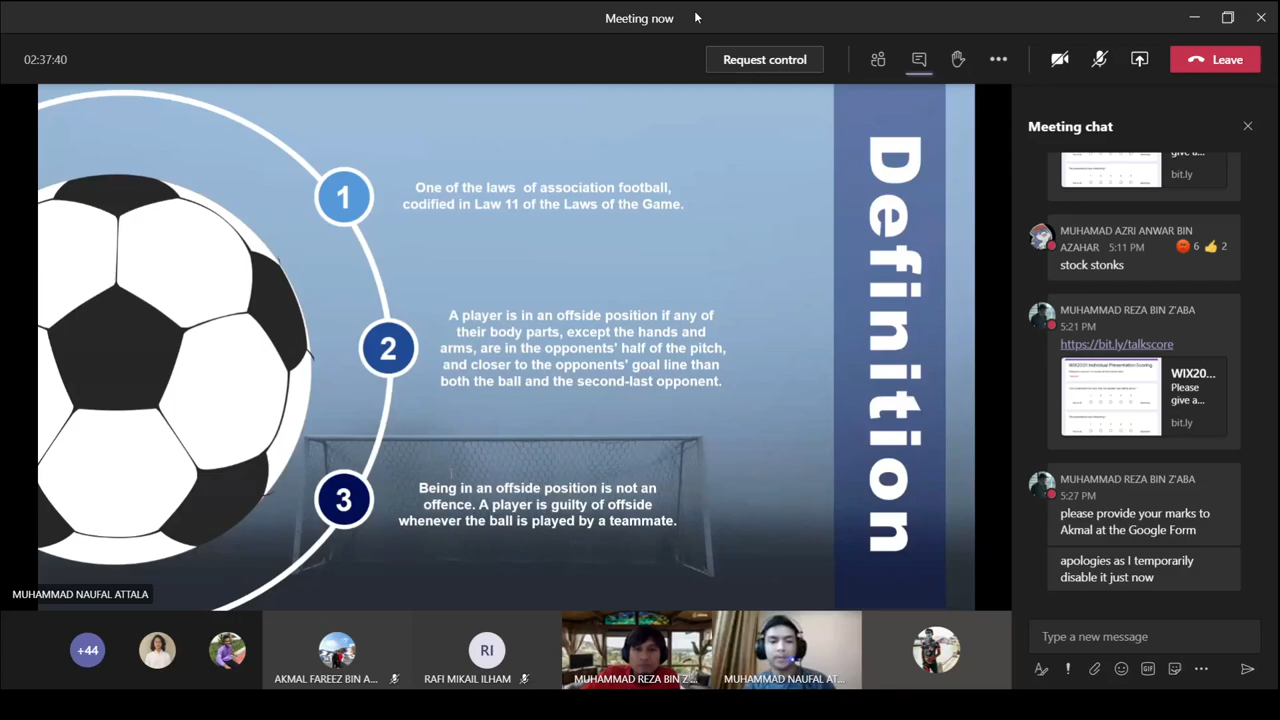 Meeting now
02:37:40
Request control
Leave
Definition
1
One of the laws of association football,
codified in Law 11 of the Laws of the Game.
2
A player is in an offside position if any of
their body parts, except the hands and
arms, are in the opponents' half of the pitch,
and closer to the opponents' goal line than
both the ball and the second-last opponent.
3
Being in an offside position is not an
offence. A player is guilty of offside
whenever the ball is played by a teammate.
MUHAMMAD NAUFAL ATTALA
+44
AKMAL FAREEZ BIN A...
RI
RAFI MIKAIL ILHAM
MUHAMMAD REZA BIN Z'...
MUHAMMAD NAUFAL AT...
Meeting chat
give a...
bit.ly
MUHAMAD AZRI ANWAR BIN
AZAHAR 5:11 PM 6 2
stock stonks
MUHAMMAD REZA BIN Z'ABA
5:21 PM
https://bit.ly/talkscore
WIX2001 Individual Presentation Scoring
WIX20...
Please
give a...
bit.ly
MUHAMMAD REZA BIN Z'ABA
5:27 PM
please provide your marks to
Akmal at the Google Form
apologies as I temporarily
disable it just now
Type a new message
GIF